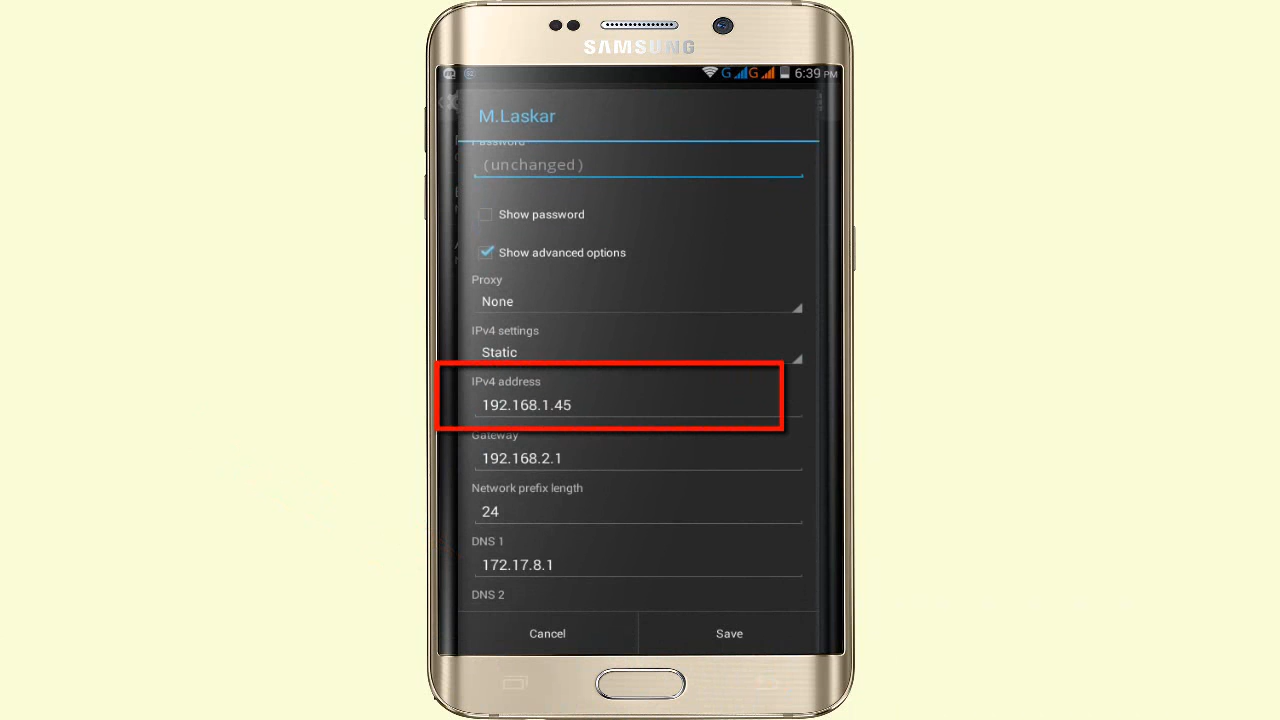 SAMSUNG
G G 6:39 PM
M.Laskar
Password
(unchanged)
Show password
Show advanced options
Proxy
None
IPv4 settings
Static
IPv4 address
192.168.1.45
Gateway
192.168.2.1
Network prefix length
24
DNS 1
172.17.8.1
DNS 2
Cancel Save